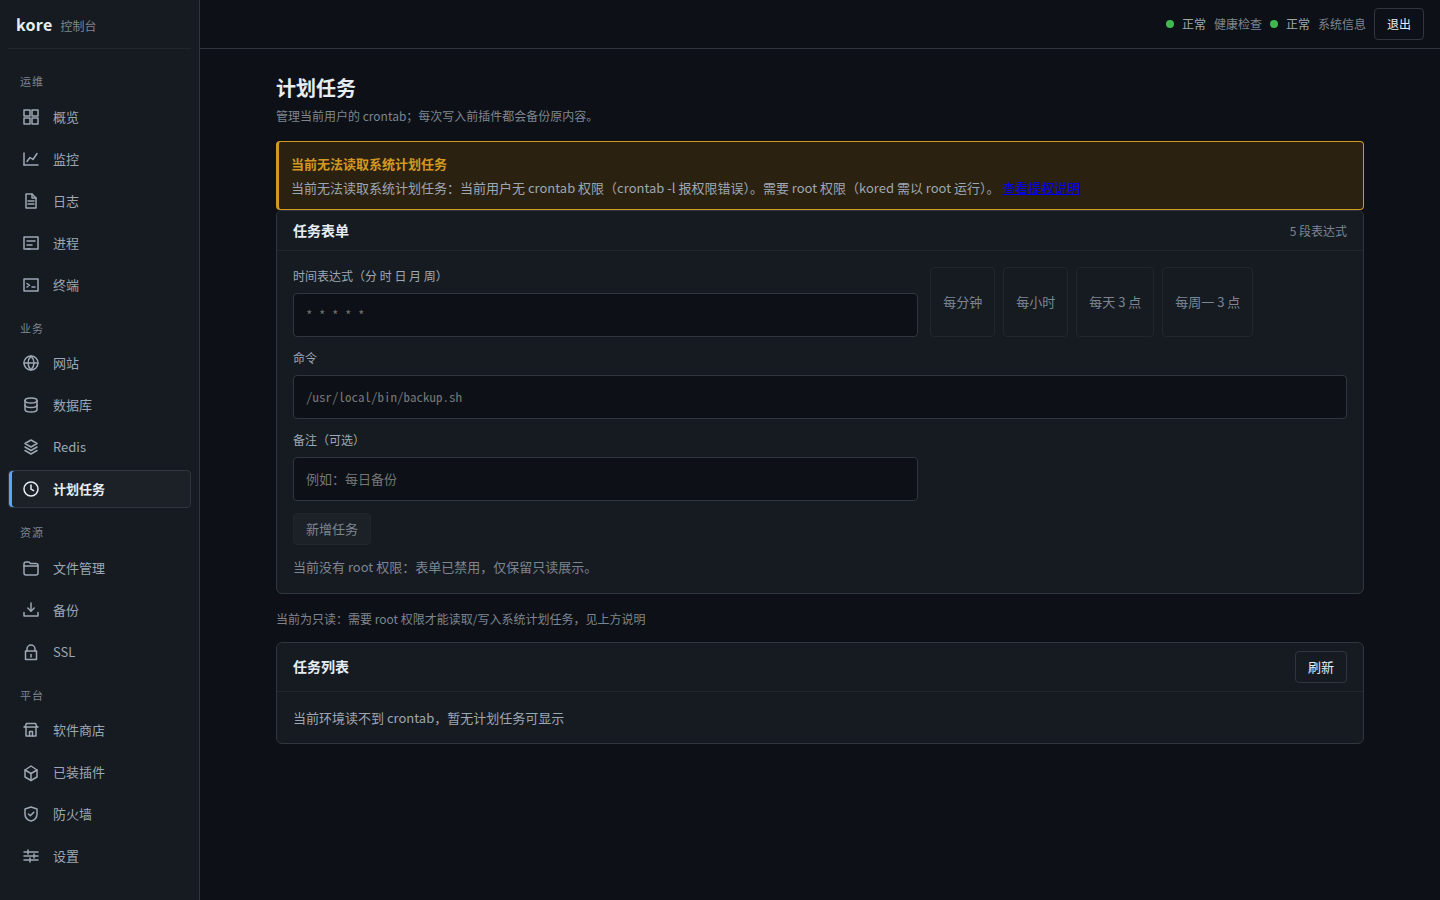 kore 控制台
正常 健康检查 正常 系统信息 退出
运维
概览
监控
日志
进程
终端
业务
网站
数据库
Redis
计划任务
资源
文件管理
备份
SSL
平台
软件商店
已装插件
防火墙
设置
计划任务
管理当前用户的 crontab；每次写入前插件都会备份原内容。
当前无法读取系统计划任务
当前无法读取系统计划任务：当前用户无 crontab 权限（crontab -l 报权限错误）。需要 root 权限（kored 需以 root 运行）。 查看授权说明
任务表单 5 段表达式
时间表达式（分 时 日 月 周）
* * * * * 每分钟 每小时 每天 3 点 每周一 3 点
命令
/usr/local/bin/backup.sh
备注（可选）
例如：每日备份
新增任务
当前没有 root 权限：表单已禁用，仅保留只读展示。
当前为只读：需要 root 权限才能读取/写入系统计划任务，见上方说明
任务列表 刷新
当前环境读不到 crontab，暂无计划任务可显示